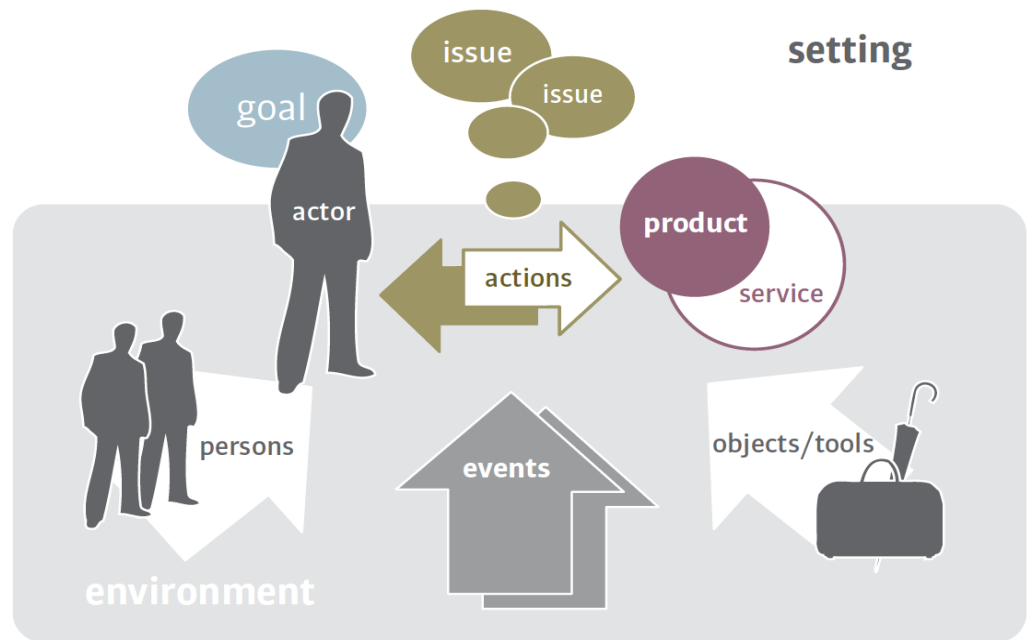 setting
issue
issue
goal
actor
product
service
actions
persons
events
objects/tools
environment